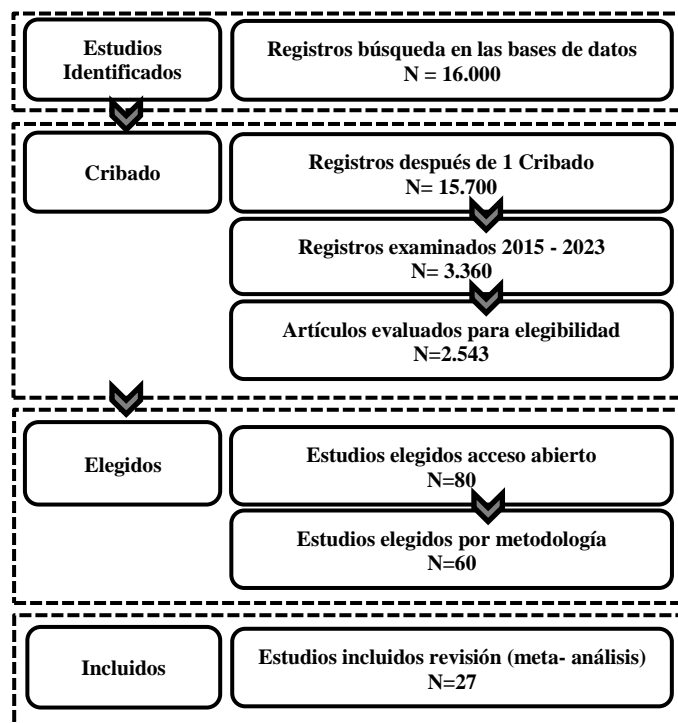 Estudios
Identificados
Registros búsqueda en las bases de datos
N = 16.000
Cribado
Registros después de 1 Cribado
N= 15.700
Registros examinados 2015 - 2023
N= 3.360
Artículos evaluados para elegibilidad
N=2.543
Elegidos
Estudios elegidos acceso abierto
N=80
Estudios elegidos por metodología
N=60
Incluidos
Estudios incluidos revisión (meta- análisis)
N=27